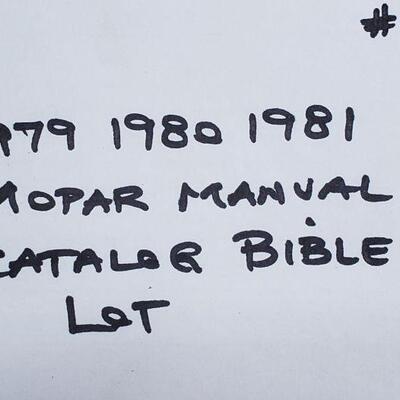 #
979 1980 1981
MOPAR MANUAL
CATALOG BIBLE
LOT